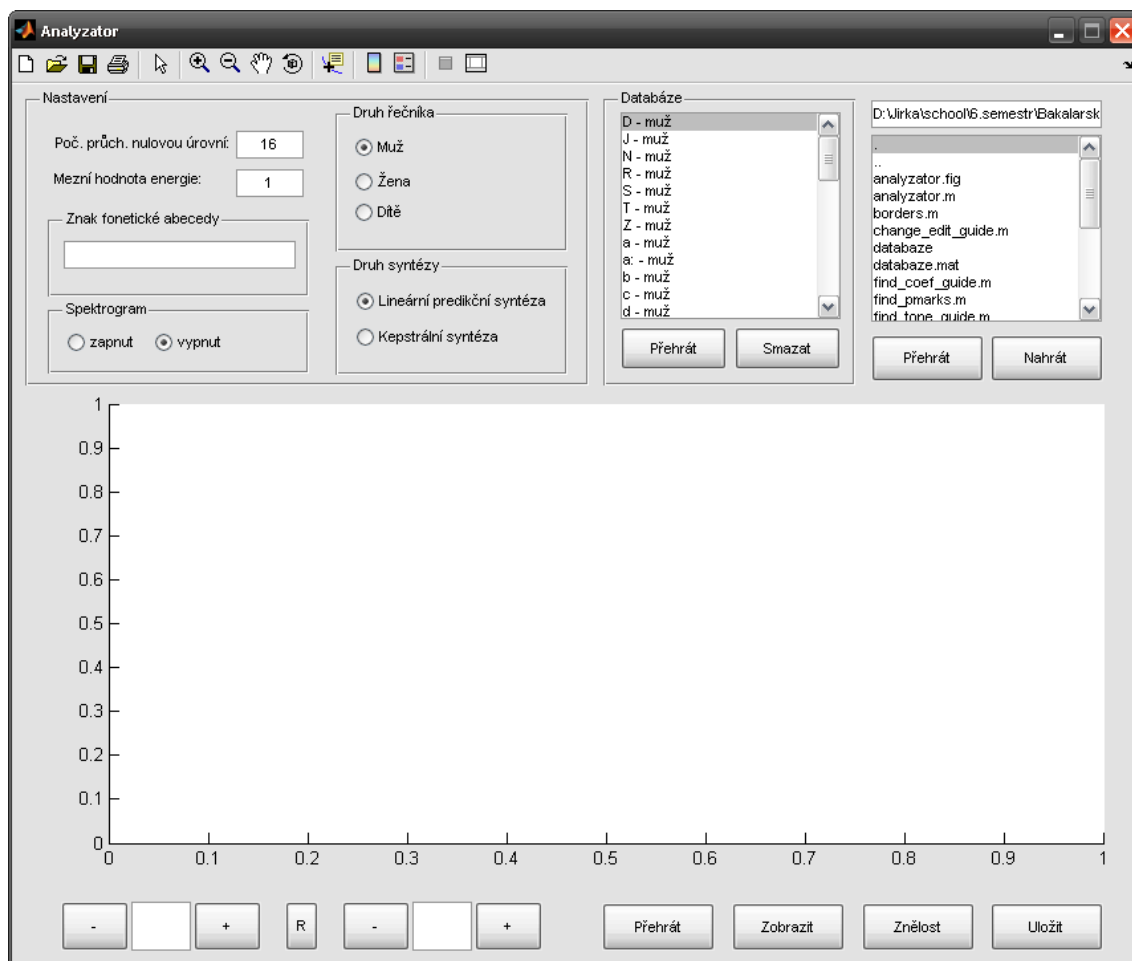 Analyzator
Nastavení
Poč. průch. nulovou úrovní: 16
Mezní hodnota energie: 1
Znak fonetické abecedy
Spektrogram
zapnut
vypnut
Druh řečníka
Muž
Žena
Dítě
Druh syntézy
Lineární predikční syntéza
Kepstrální syntéza
Databáze
D - muž
J - muž
N - muž
R - muž
S - muž
T - muž
Z - muž
a - muž
a: - muž
b - muž
c - muž
d - muž
Přehrát
Smazat
D:\Jirka\school\6.semestr\Bakalarsk
.
..
analyzator.fig
analyzator.m
borders.m
change_edit_guide.m
databaze
databaze.mat
find_coef_guide.m
find_pmarks.m
find_tone_guide.m
Přehrát
Nahrát
1
0.9
0.8
0.7
0.6
0.5
0.4
0.3
0.2
0.1
0
0 0.1 0.2 0.3 0.4 0.5 0.6 0.7 0.8 0.9 1
- + R - + Přehrát Zobrazit Znělost Uložit